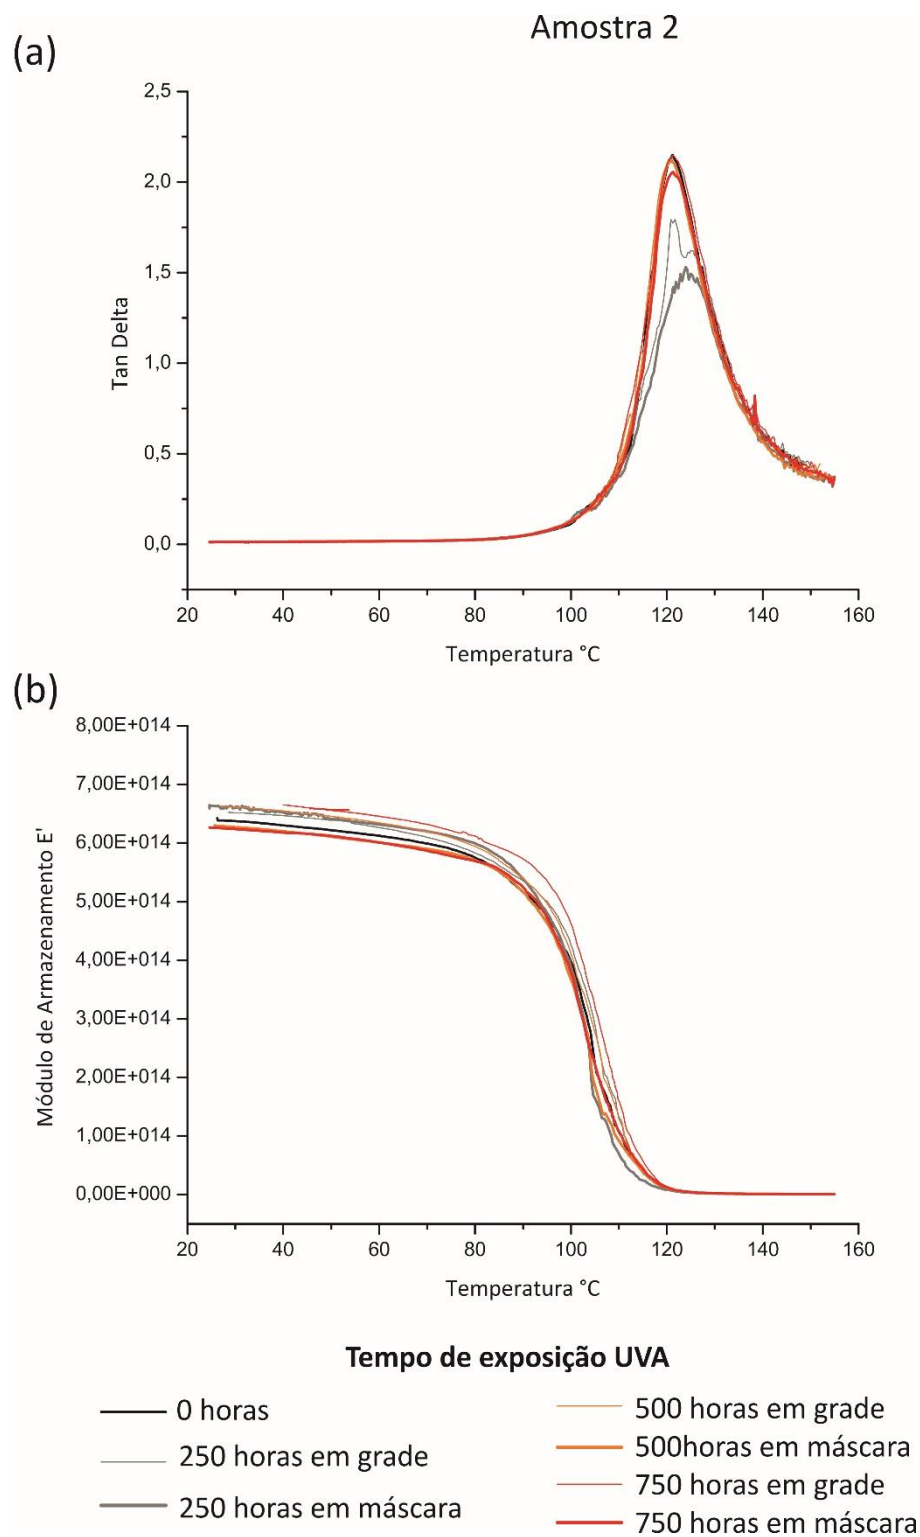 Amostra 2
(a)
2,5
2,0
1,5
1,0
0,5
0,0
Tan Delta
20 40 60 80 100 120 140 160
Temperatura °C
(b)
8,00E+014
7,00E+014
6,00E+014
5,00E+014
4,00E+014
3,00E+014
2,00E+014
1,00E+014
0,00E+000
Módulo de Armazenamento E'
20 40 60 80 100 120 140 160
Temperatura °C
Tempo de exposição UVA
0 horas
250 horas em grade
250 horas em máscara
500 horas em grade
500horas em máscara
750 horas em grade
750 horas em máscara